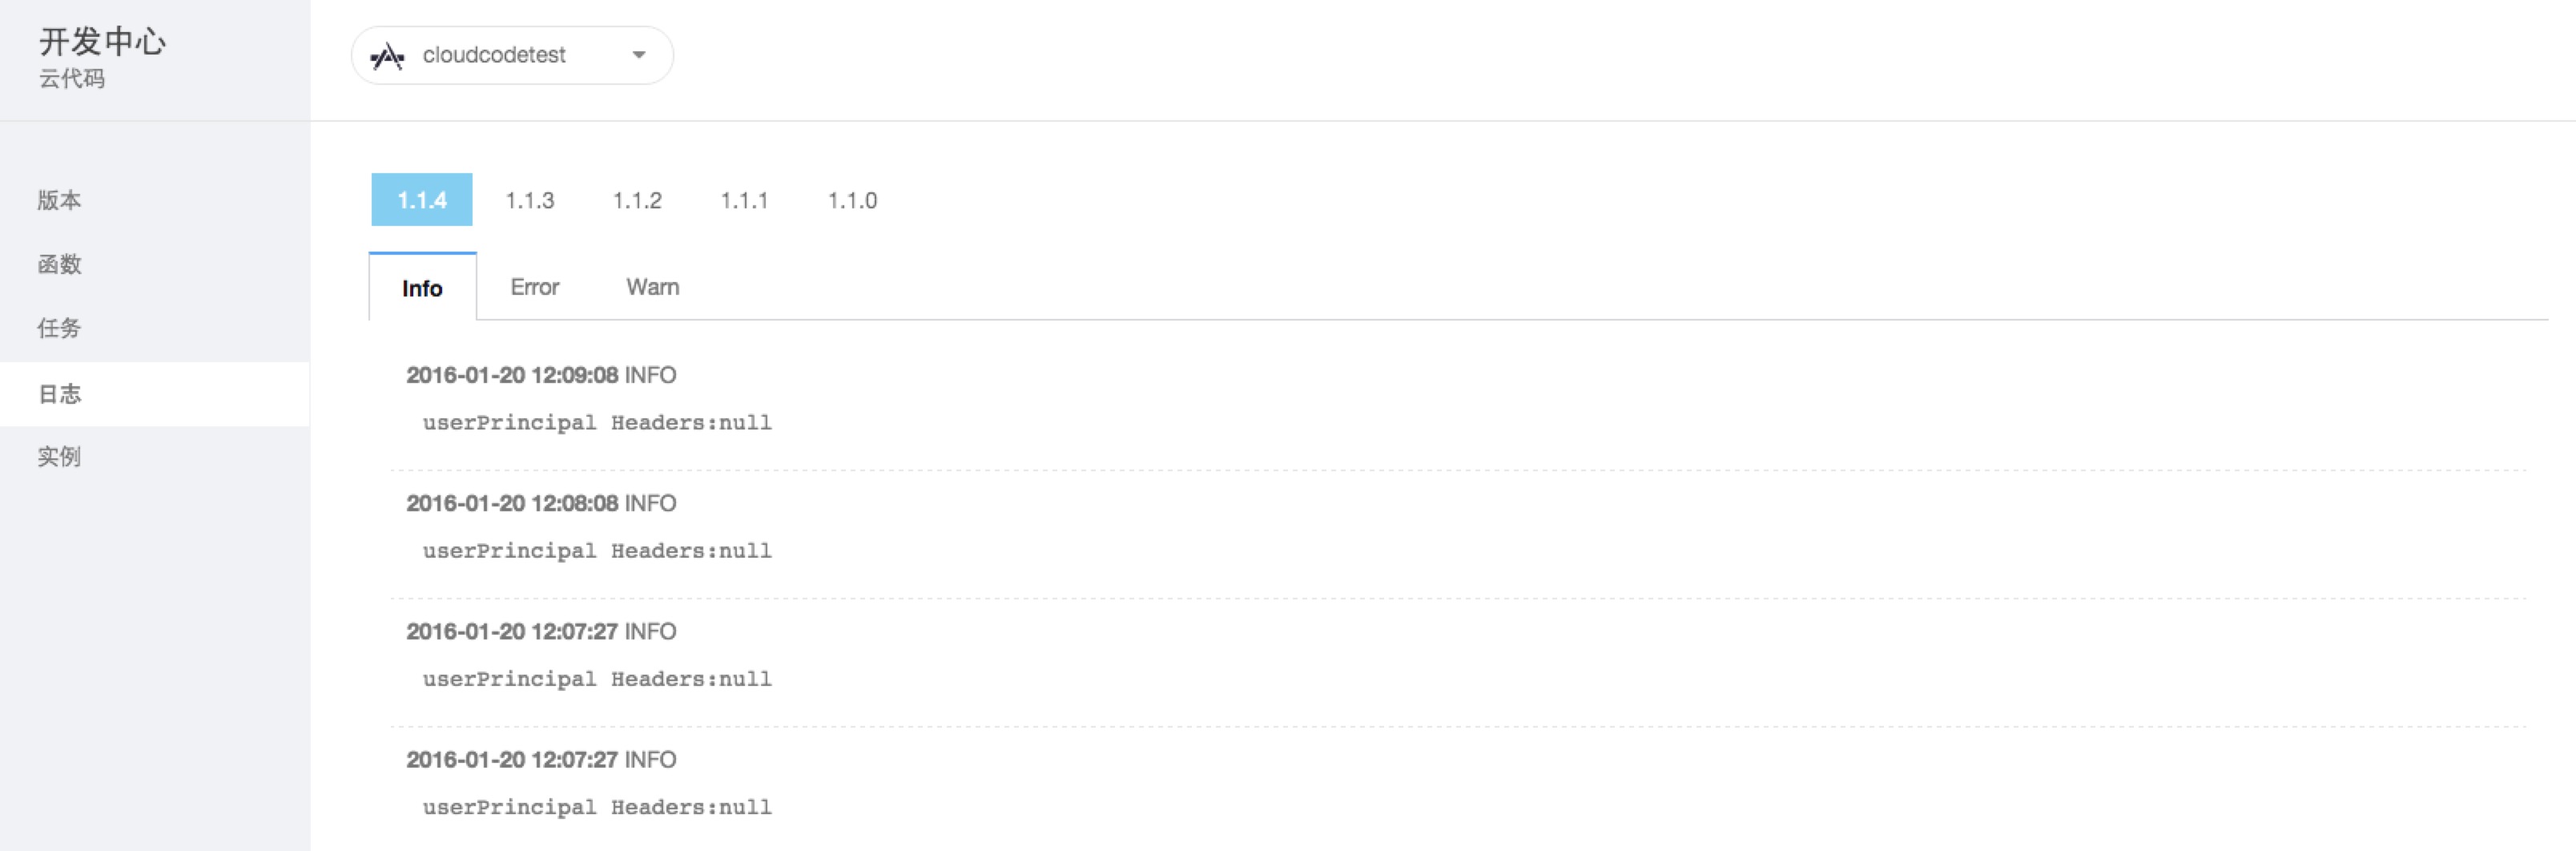 开发中心
云代码
cloudcodetest
版本
函数
任务
日志
实例
1.1.4 1.1.3 1.1.2 1.1.1 1.1.0
Info Error Warn
2016-01-20 12:09:08 INFO
userPrincipal Headers:null
2016-01-20 12:08:08 INFO
userPrincipal Headers:null
2016-01-20 12:07:27 INFO
userPrincipal Headers:null
2016-01-20 12:07:27 INFO
userPrincipal Headers:null